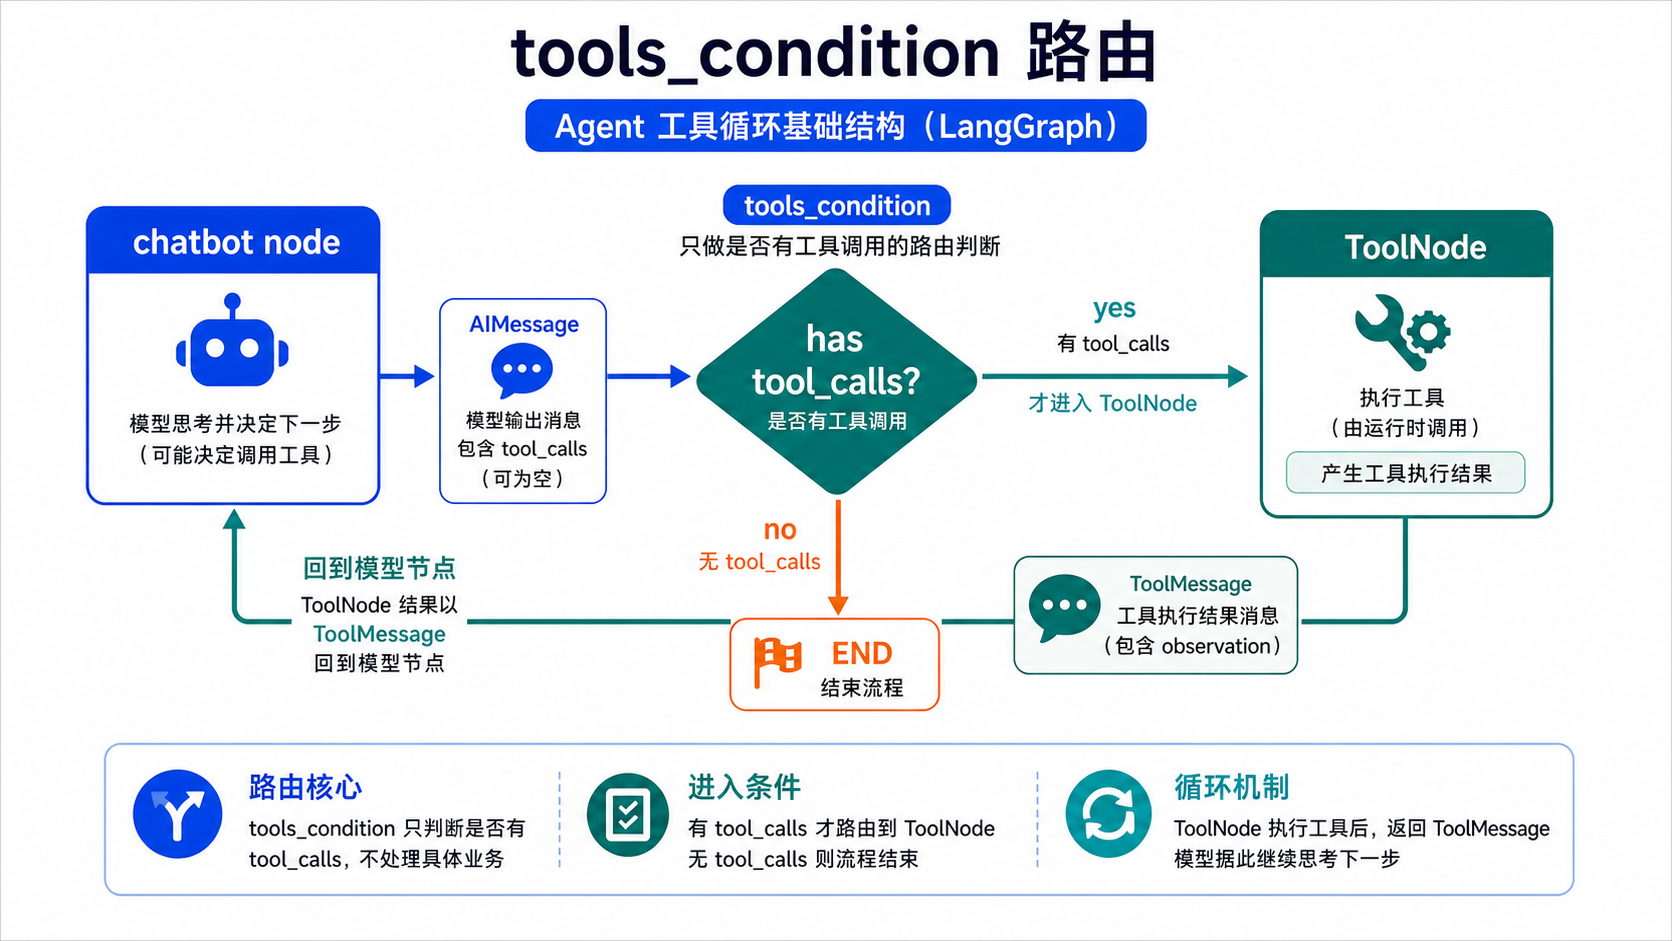 tools_condition 路由
Agent 工具循环基础结构（LangGraph）
tools_condition
只做是否有工具调用的路由判断
chatbot node
模型思考并决定下一步
（可能决定调用工具）
AIMessage
模型输出消息
包含 tool_calls
（可为空）
has
tool_calls?
是否有工具调用
yes
有 tool_calls
才进入 ToolNode
ToolNode
执行工具
（由运行时调用）
产生工具执行结果
no
无 tool_calls
回到模型节点
ToolNode 结果以
ToolMessage
回到模型节点
END
结束流程
ToolMessage
工具执行结果消息
（包含 observation）
路由核心
tools_condition 只判断是否有
tool_calls，不处理具体业务
进入条件
有 tool_calls 才路由到 ToolNode
无 tool_calls 则流程结束
循环机制
ToolNode 执行工具后，返回 ToolMessage
模型据此继续思考下一步